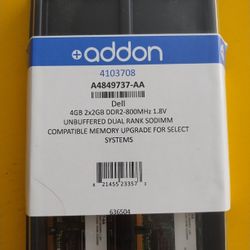 +addon
4103708
A4849737-AA
Dell
4GB 2x2GB DDR2-800MHz 1.8V
UNBUFFERED DUAL RANK SODIMM
COMPATIBLE MEMORY UPGRADE FOR SELECT
SYSTEMS
8 21455 23357 1
636504